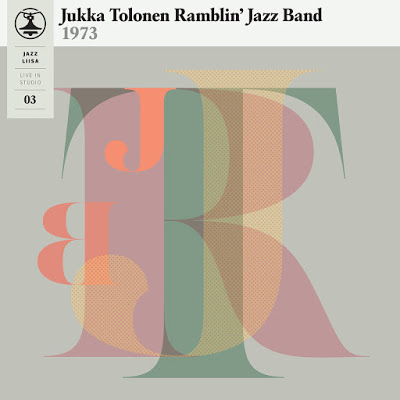 Jukka Tolonen Ramblin' Jazz Band
1973
JAZZ
LIISA
LIVE IN
STUDIO
03
J
T
R
J
B